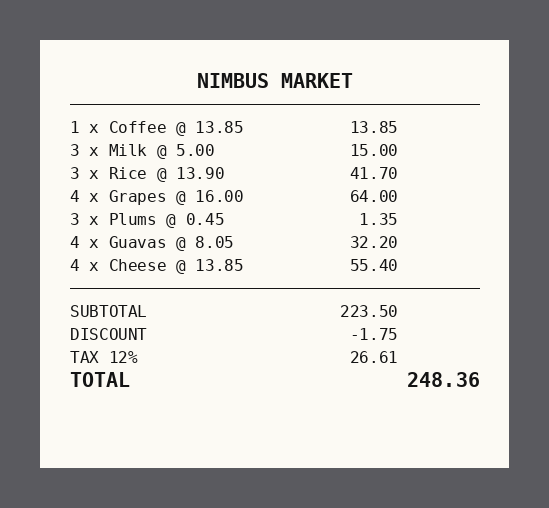 NIMBUS MARKET
1 x Coffee @ 13.85 13.85
3 x Milk @ 5.00 15.00
3 x Rice @ 13.90 41.70
4 x Grapes @ 16.00 64.00
3 x Plums @ 0.45 1.35
4 x Guavas @ 8.05 32.20
4 x Cheese @ 13.85 55.40
SUBTOTAL 223.50
DISCOUNT -1.75
TAX 12% 26.61
TOTAL 248.36